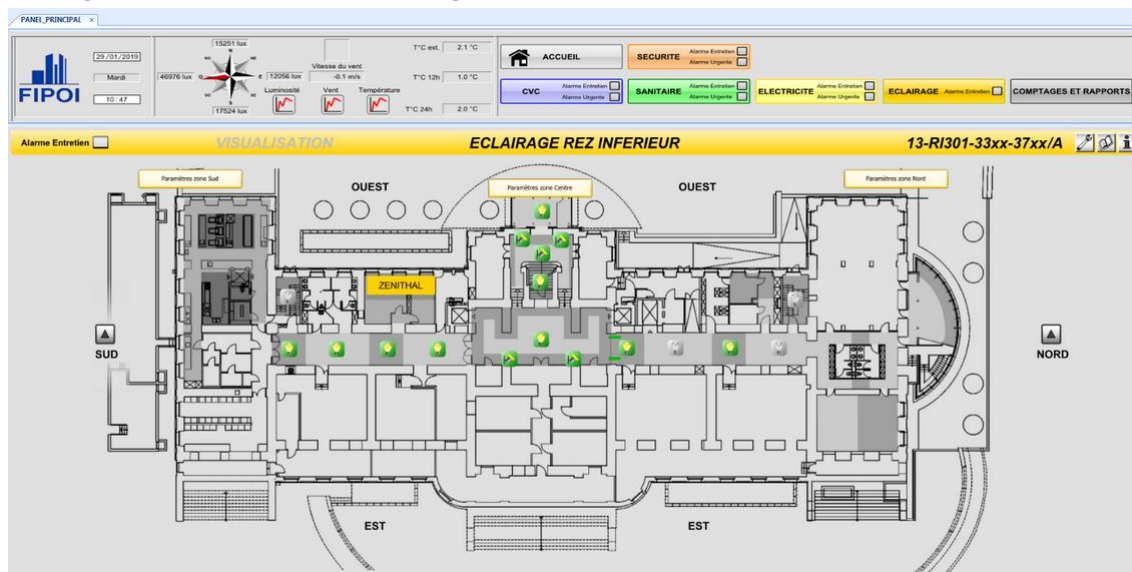 PANEL_PRINCIPAL ×
FIPOI
29/01/2019
Mardi
10:47
15251 lux
N
46976 lux O
E 12056 lux
S
17524 lux
Luminosité
Vitesse du vent
-0.1 m/s
Vent
Température
T°C ext. 2.1 °C
T°C 12h 1.0 °C
T°C 24h 2.0 °C
ACCUEIL
SECURITE Alarme Entretien
Alarme Urgente
CVC Alarme Entretien
Alarme Urgente
SANITAIRE Alarme Entretien
Alarme Urgente
ELECTRICITE Alarme Entretien
Alarme Urgente
ECLAIRAGE Alarme Entretien
COMPTAGES ET RAPPORTS
Alarme Entretien
VISUALISATION
ECLAIRAGE REZ INFERIEUR
13-RI301-33xx-37xx/A
Paramètres zone Sud
OUEST
Paramètres zone Centre
OUEST
Paramètres zone Nord
ZENITHAL
SUD
NORD
EST
EST